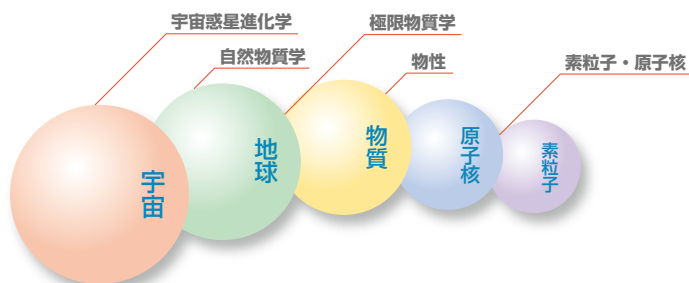 宇宙惑星進化学
極限物質学
自然物質学
物性
素粒子・原子核
宇宙
地球
物質
原子核
素粒子